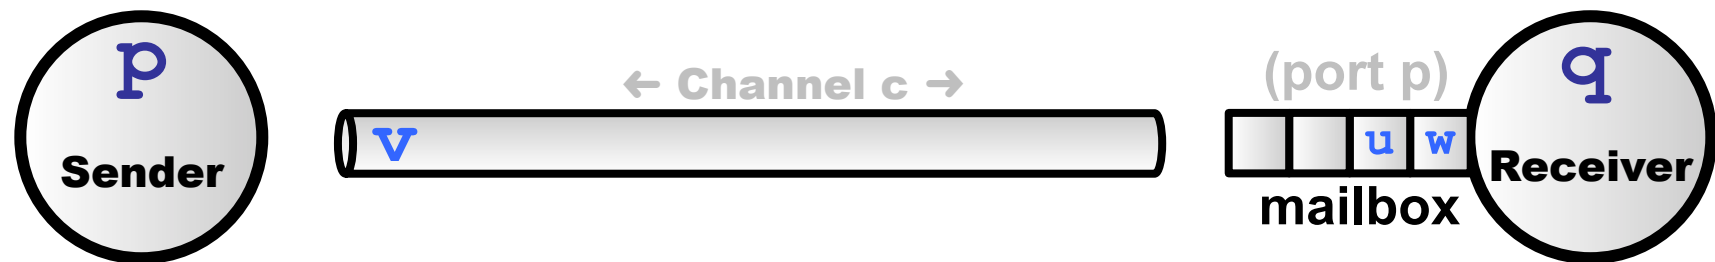 p
Sender
← Channel c →
v
(port p)
u w
mailbox
q
Receiver